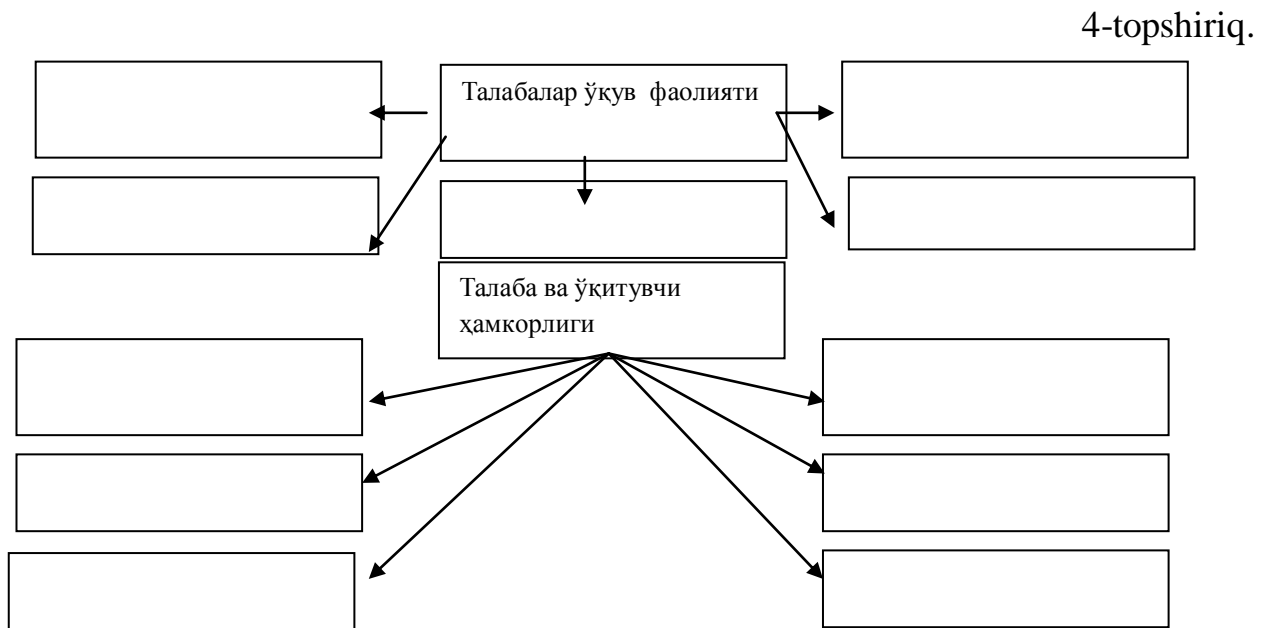 4-topshiriq.
Талабалар ўқув фаолияти
Талаба ва ўқитувчи
ҳамкорлиги